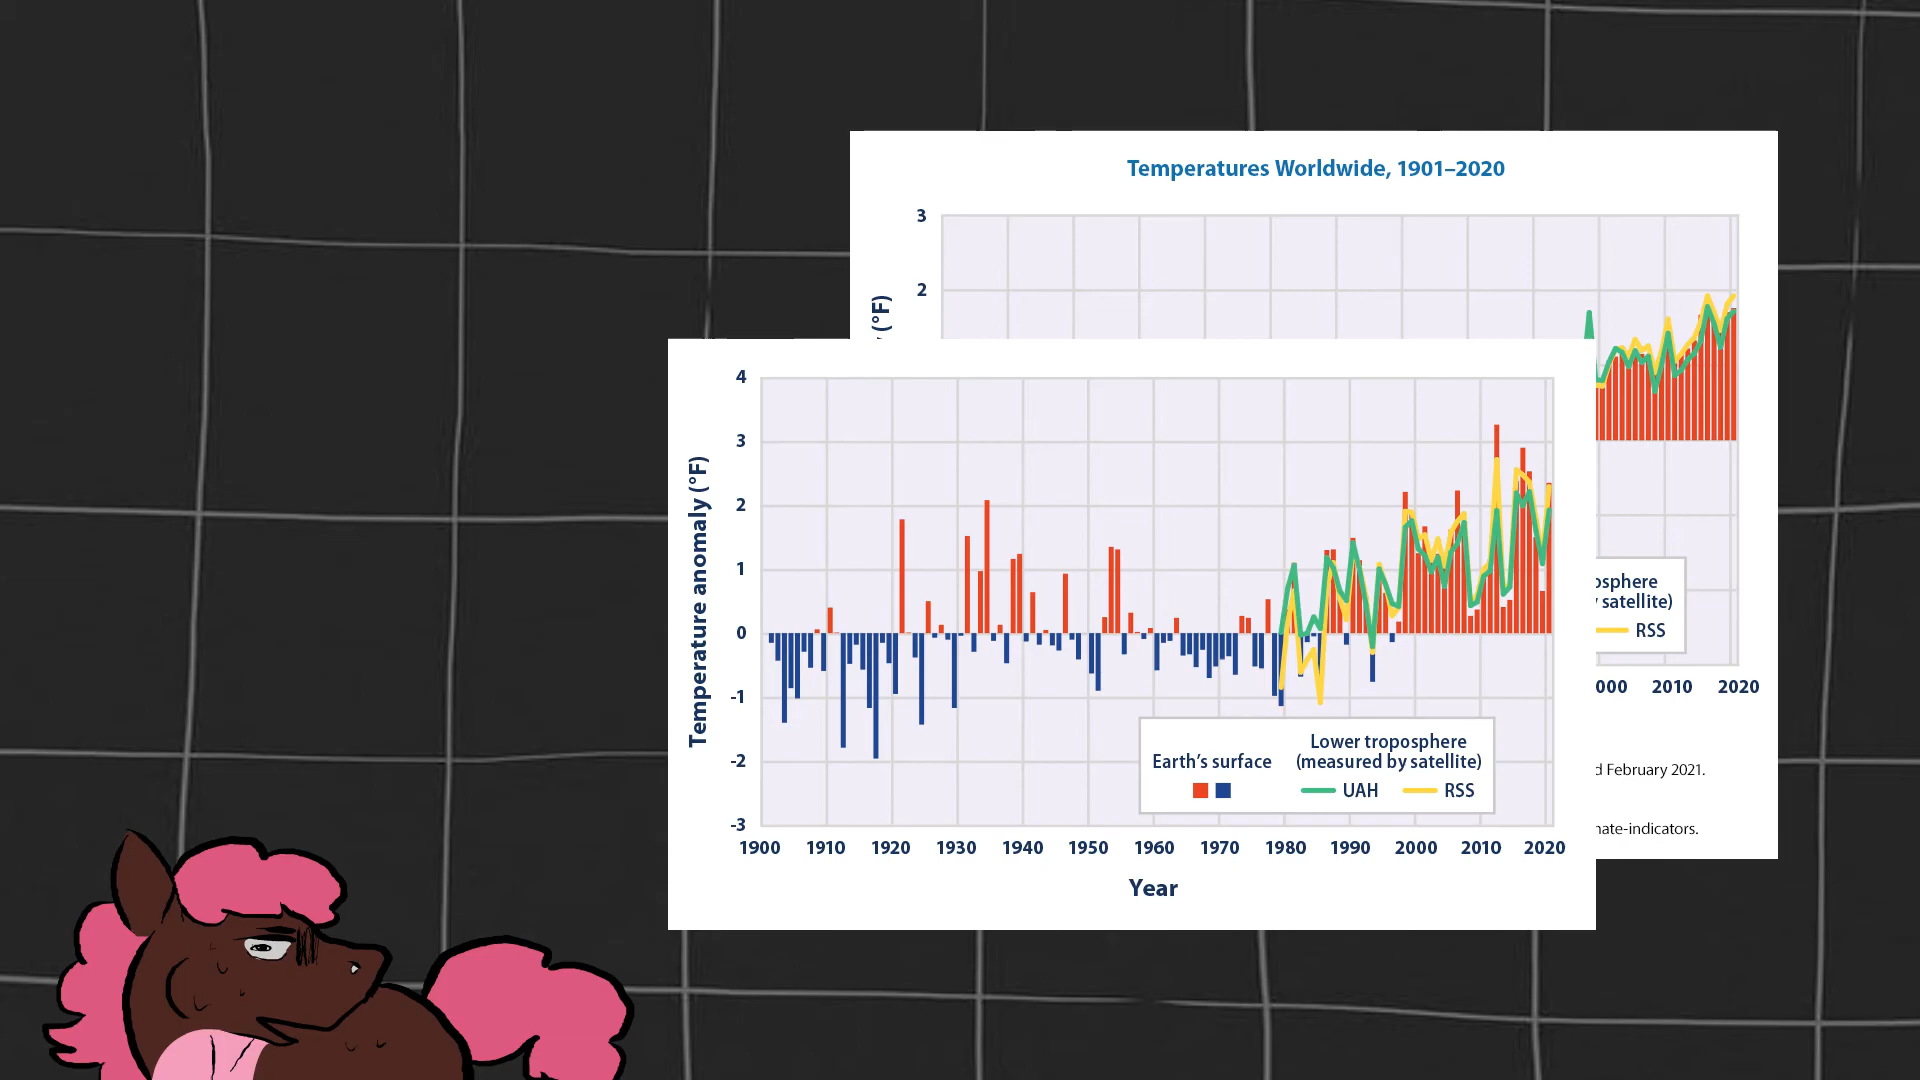 Temperatures Worldwide, 1901–2020
3
2
(°F)
4
3
2
1
0
-1
-2
-3
Temperature anomaly (°F)
Earth's surface
Lower troposphere
(measured by satellite)
UAH
RSS
1900 1910 1920 1930 1940 1950 1960 1970 1980 1990 2000 2010 2020
Year
osphere
satellite)
RSS
000 2010 2020
d February 2021.
nate-indicators.